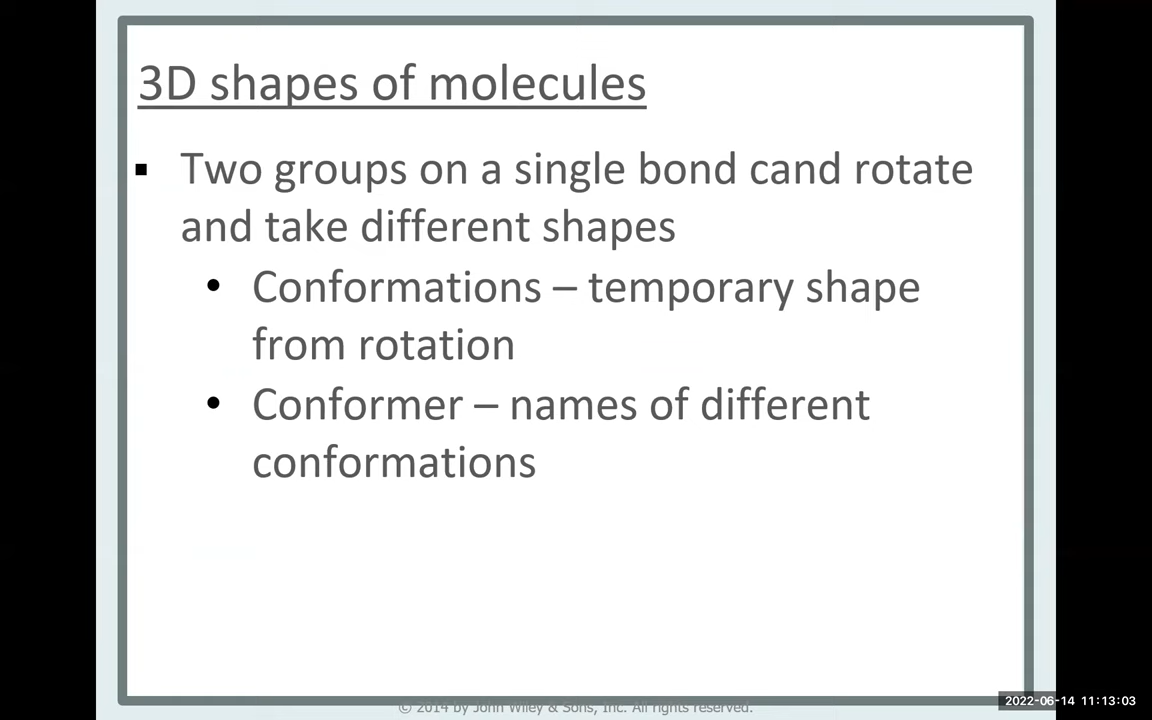 3D shapes of molecules
▪ Two groups on a single bond cand rotate
and take different shapes
• Conformations – temporary shape
from rotation
• Conformer – names of different
conformations
© 2014 by John Wiley & Sons, Inc. All rights reserved.
2022-06-14 11:13:03